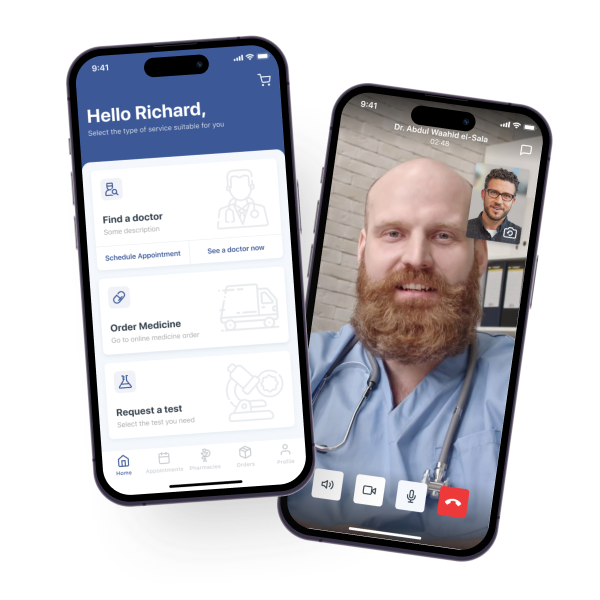 9:41
Hello Richard,
Select the type of service suitable for you
Find a doctor
Some description
Schedule Appointment
See a doctor now
Order Medicine
Go to online medicine order
Request a test
Select the test you need
Home
Appointments
Pharmacies
Orders
Profile
9:41
Dr. Abdul Waahid el-Sala
02:48